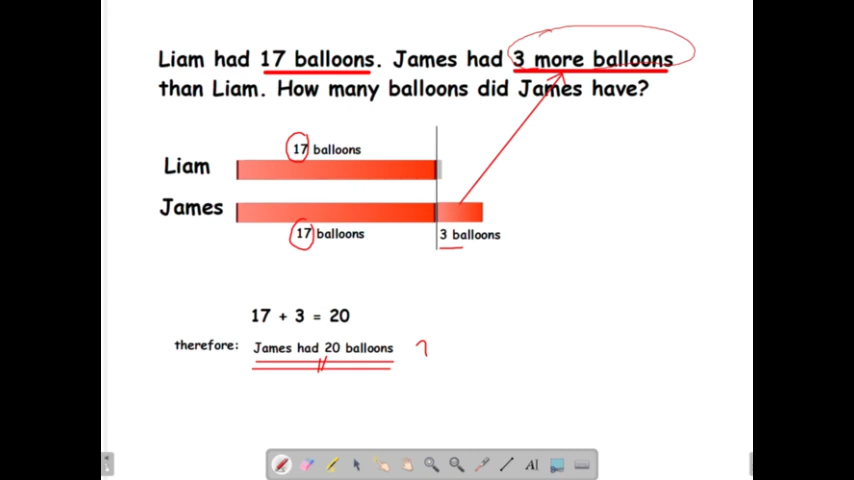 Liam had 17 balloons. James had 3 more balloons
than Liam. How many balloons did James have?
17 balloons
Liam
James
17 balloons 3 balloons
17 + 3 = 20
therefore: James had 20 balloons
AI